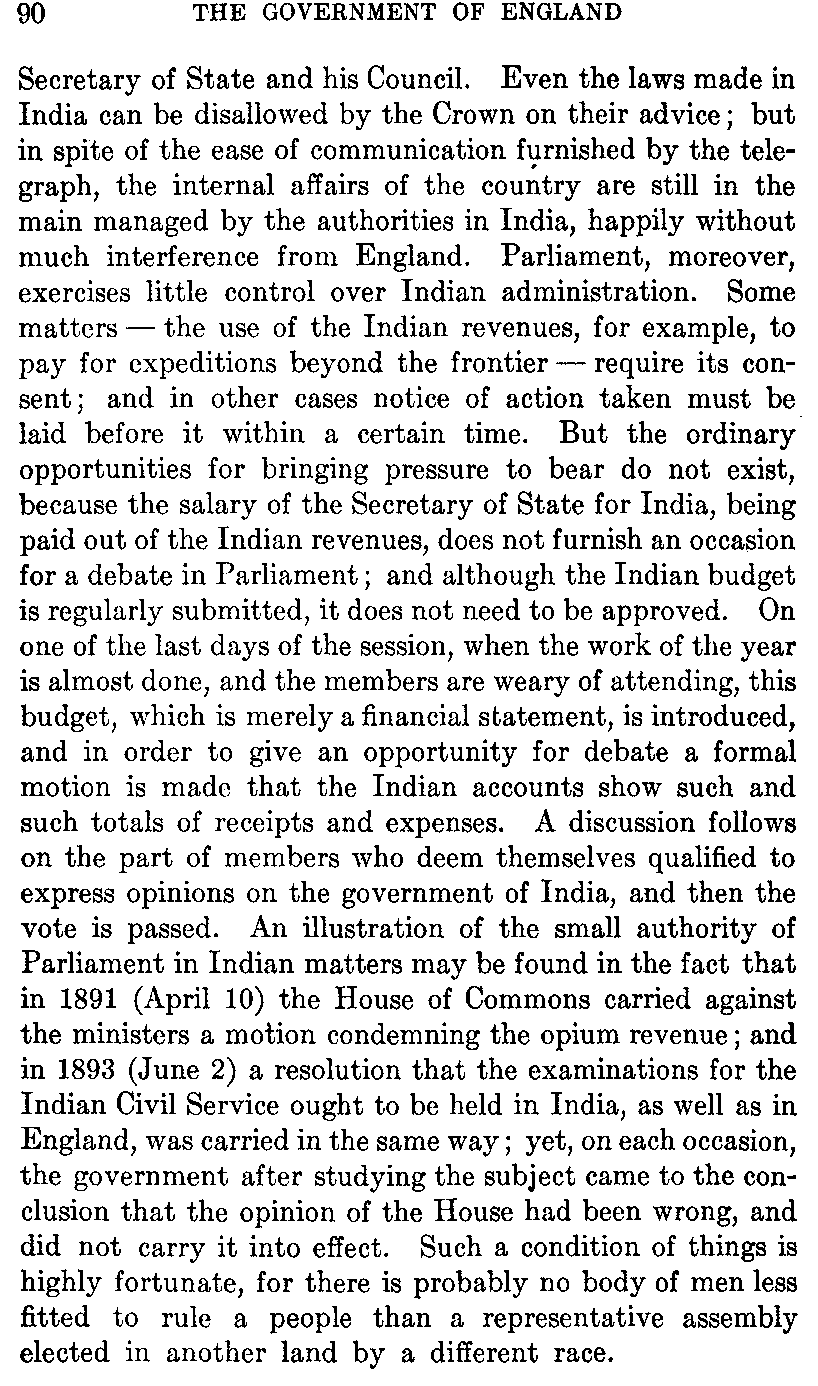 90 THE GOVERNMENT OF ENGLAND
Secretary of State and his Council. Even the laws made in
India can be disallowed by the Crown on their advice; but
in spite of the ease of communication furnished by the tele-
graph, the internal affairs of the country are still in the
main managed by the authorities in India, happily without
much interference from England. Parliament, moreover,
exercises little control over Indian administration. Some
matters — the use of the Indian revenues, for example, to
pay for expeditions beyond the frontier — require its con-
sent; and in other cases notice of action taken must be
laid before it within a certain time. But the ordinary
opportunities for bringing pressure to bear do not exist,
because the salary of the Secretary of State for India, being
paid out of the Indian revenues, does not furnish an occasion
for a debate in Parliament; and although the Indian budget
is regularly submitted, it does not need to be approved. On
one of the last days of the session, when the work of the year
is almost done, and the members are weary of attending, this
budget, which is merely a financial statement, is introduced,
and in order to give an opportunity for debate a formal
motion is made that the Indian accounts show such and
such totals of receipts and expenses. A discussion follows
on the part of members who deem themselves qualified to
express opinions on the government of India, and then the
vote is passed. An illustration of the small authority of
Parliament in Indian matters may be found in the fact that
in 1891 (April 10) the House of Commons carried against
the ministers a motion condemning the opium revenue; and
in 1893 (June 2) a resolution that the examinations for the
Indian Civil Service ought to be held in India, as well as in
England, was carried in the same way; yet, on each occasion,
the government after studying the subject came to the con-
clusion that the opinion of the House had been wrong, and
did not carry it into effect. Such a condition of things is
highly fortunate, for there is probably no body of men less
fitted to rule a people than a representative assembly
elected in another land by a different race.